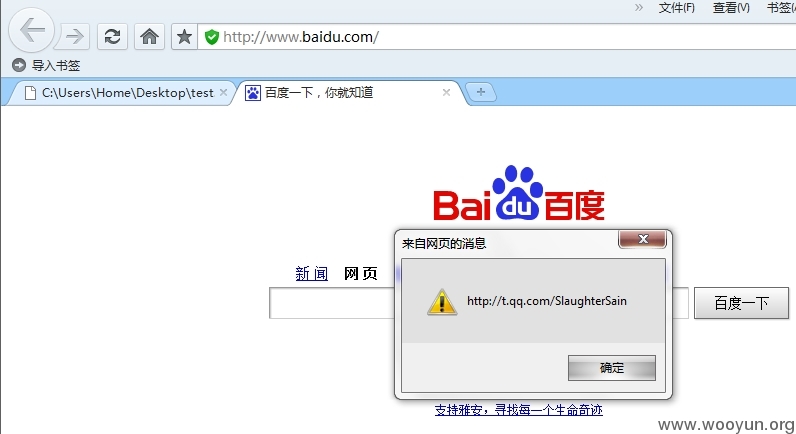 » 文件(F) 查看(V) 书签(A
http://www.baidu.com/
导入书签
C:\Users\Home\Desktop\test × 百度一下，你就知道 × +
Bai du 百度
来自网页的消息
新闻 网页
http://t.qq.com/SlaughterSain
百度一下
确定
支持雅安，寻找每一个生命奇迹
www.wooyun.org